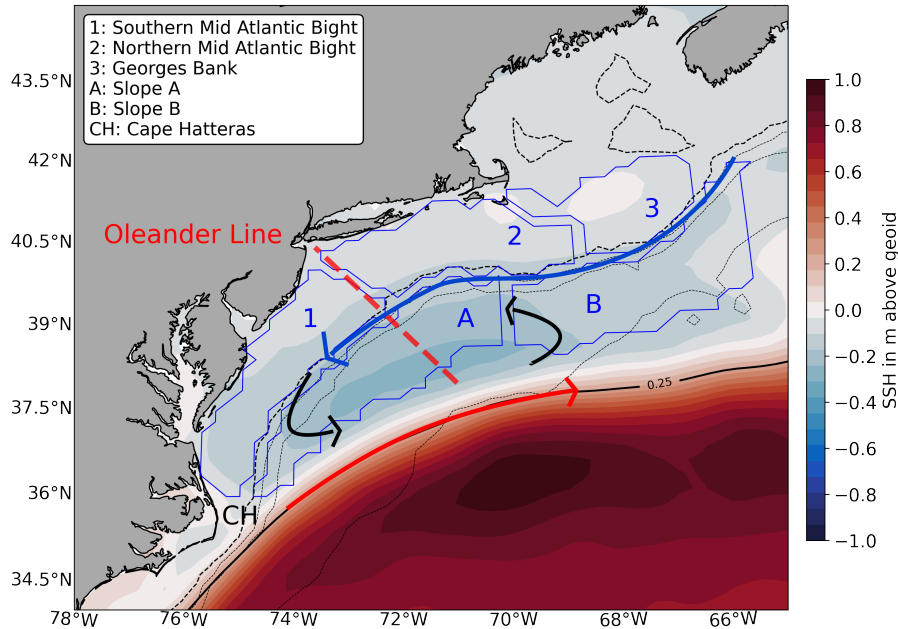 1: Southern Mid Atlantic Bight
2: Northern Mid Atlantic Bight
3: Georges Bank
A: Slope A
B: Slope B
CH: Cape Hatteras
43.5°N
42°N
40.5°N
39°N
37.5°N
36°N
34.5°N
Oleander Line
1
2
3
A
B
0.25
CH
78°W
76°W
74°W
72°W
70°W
68°W
66°W
1.0
0.8
0.6
0.4
0.2
0.0
−0.2
−0.4
−0.6
−0.8
−1.0
SSH in m above geoid